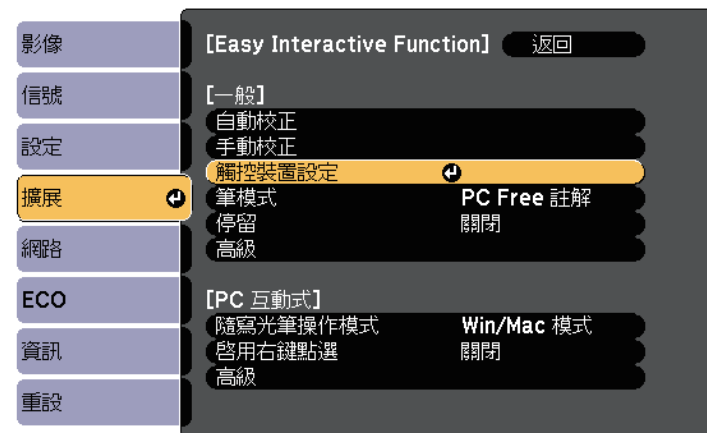 影像
信號
設定
擴展
網路
ECO
資訊
重設
[Easy Interactive Function] 返回
[一般]
自動校正
手動校正
觸控裝置設定
筆模式 PC Free 註解
停留 關閉
高級
[PC 互動式]
隨寫光筆操作模式 Win/Mac 模式
啓用右鍵點選 關閉
高級